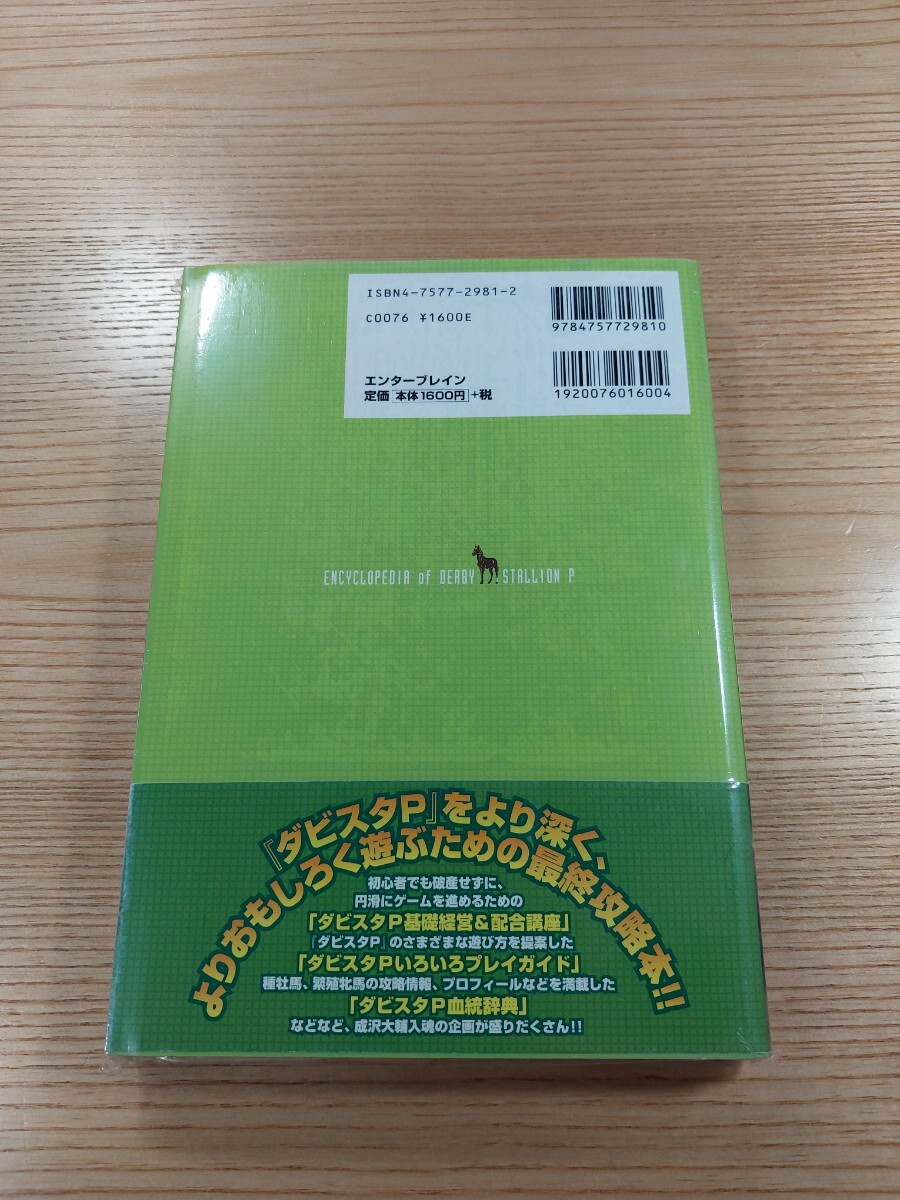 ISBN4-7577-2981-2
C0076 ¥1600E
エンターブレイン
定価 本体1600円 +税
9784757729810
1920076016004
ENCYCLOPEDIA of DERBY STALLION P
『ダビスタP』をより深く、
よりおもしろく遊ぶための最終攻略本!!
初心者でも破産せずに、
円滑にゲームを進めるための
「ダビスタP基礎経営&配合講座」
『ダビスタP』のさまざまな遊び方を提案した
「ダビスタPいろいろプレイガイド」
種牡馬、繁殖牝馬の攻略情報、プロフィールなどを満載した
「ダビスタP血統辞典」
などなど、成沢大輔入魂の企画が盛りだくさん!!